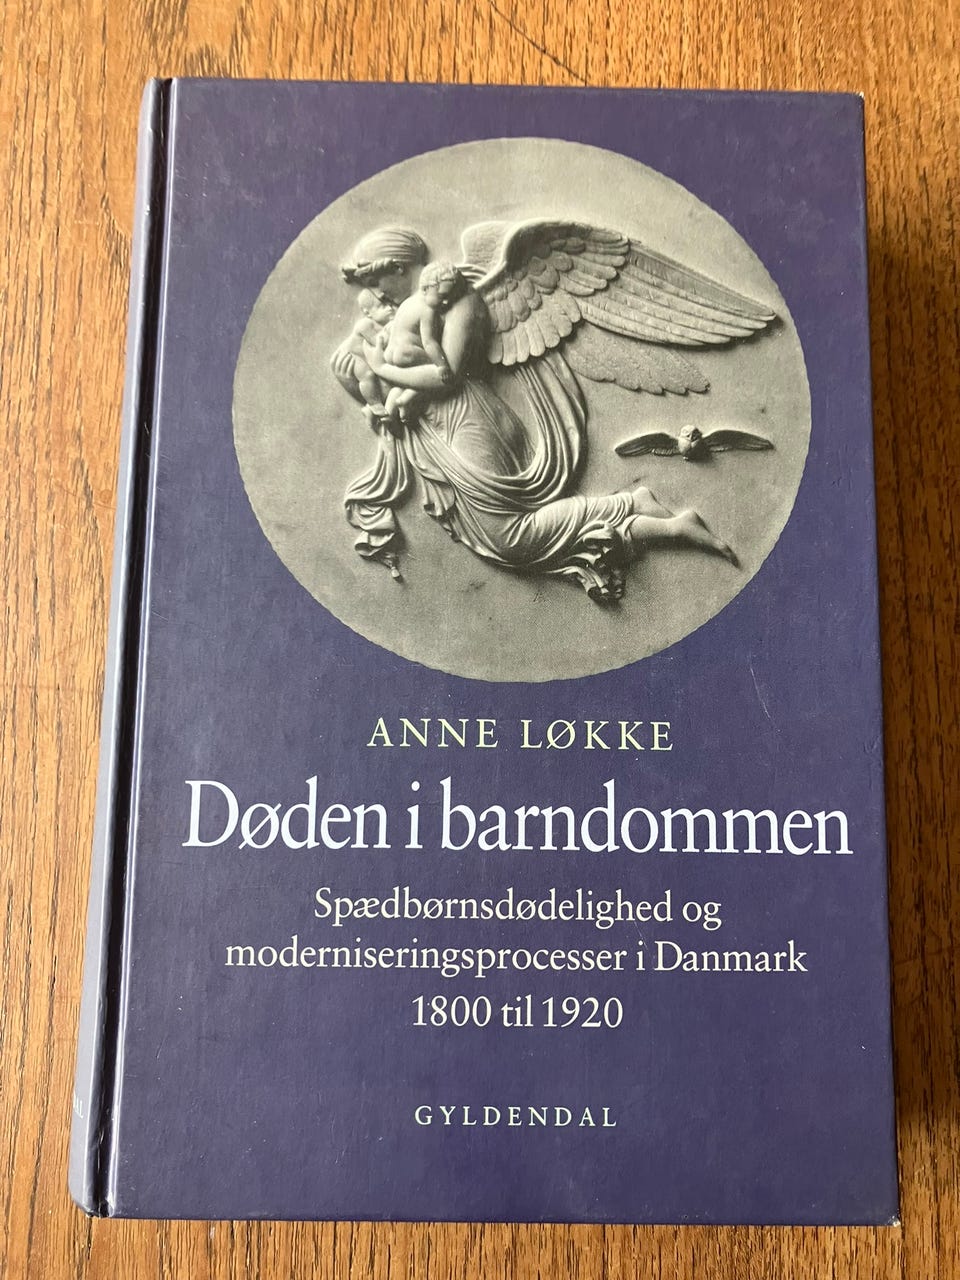 ANNE LØKKE
Døden i barndommen
Spædbørnsdødelighed og
moderniseringsprocesser i Danmark
1800 til 1920
GYLDENDAL